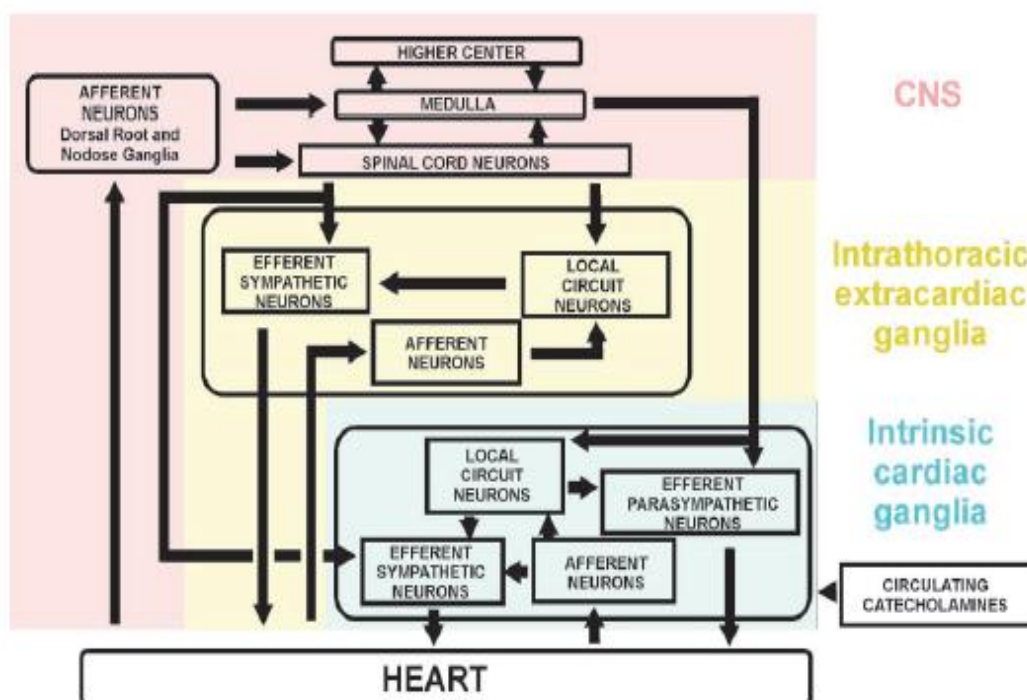 HIGHER CENTER
AFFERENT
NEURONS
Dorsal Root and
Nodose Ganglia
MEDULLA
SPINAL CORD NEURONS
CNS
EFFERENT
SYMPATHETIC
NEURONS
LOCAL
CIRCUIT
NEURONS
AFFERENT
NEURONS
Intrathoracic
extracardiac
ganglia
LOCAL
CIRCUIT
NEURONS
EFFERENT
PARASYMPATHETIC
NEURONS
EFFERENT
SYMPATHETIC
NEURONS
AFFERENT
NEURONS
Intrinsic
cardiac
ganglia
CIRCULATING
CATECHOLAMINES
HEART